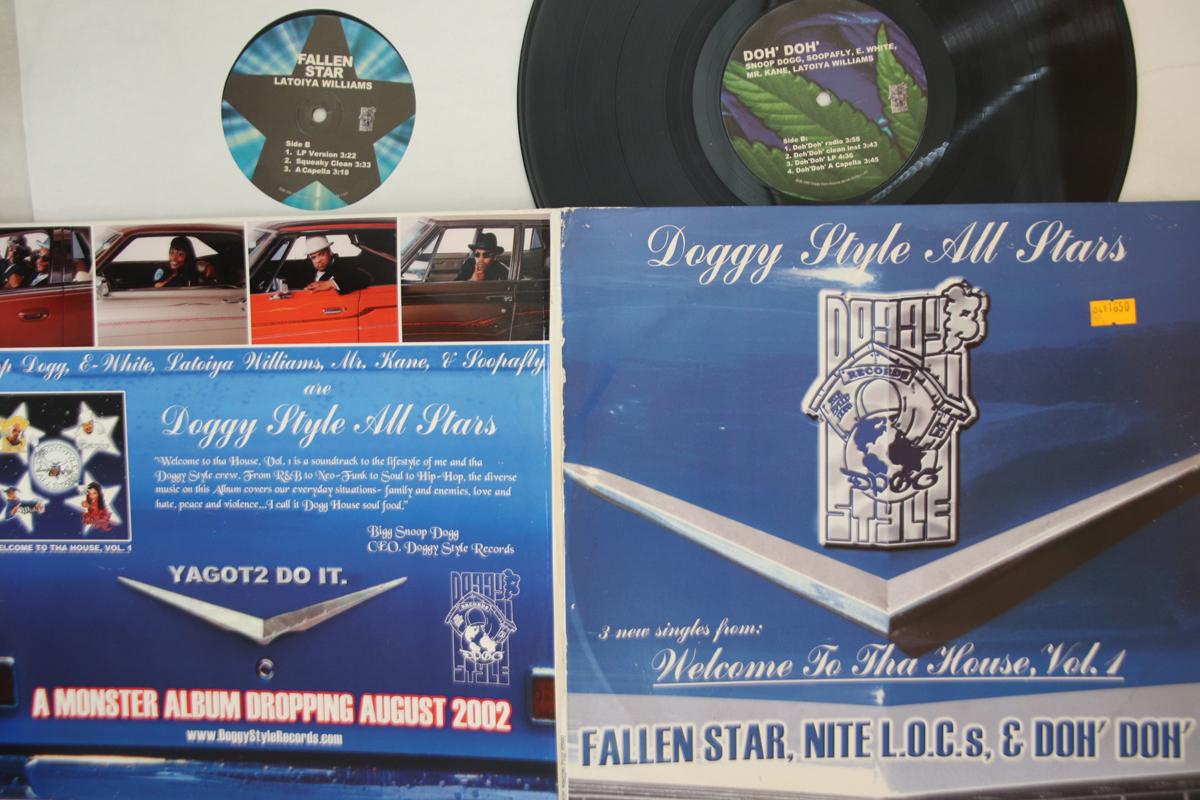 FALLEN
STAR
LATOIYA WILLIAMS
Side B
1. LP Version 3:22
2. Squeaky Clean 3:33
3. A Capella 3:18
DOH' DOH'
SNOOP DOGG, SOOPAFLY, E. WHITE,
MR. KANE, LATOIYA WILLIAMS
Side B:
1. Doh'Doh' radio 3:58
2. Doh'Doh' clean inst 3:43
3. Doh'Doh' LP 4:36
4. Doh'Doh' A Capella 3:45
Dogg, E-White, Latoiya Williams, Mr. Kane, & Soopafly
are
Doggy Style All Stars
"Welcome to tha House, Vol. 1 is a soundtrack to the lifestyle of me and tha
Doggy Style crew. From R&B to Neo-Funk to Soul to Hip-Hop, the diverse
music on this Album covers our everyday situations- family and enemies, love and
hate, peace and violence...I call it Dogg House soul food."
Bigg Snoop Dogg
CEO, Doggy Style Records
TO THA HOUSE, VOL. 1
YAGOT2 DO IT.
DOGGY
RECORDS
DPGC
STYLE
A MONSTER ALBUM DROPPING AUGUST 2002
www.DoggyStyleRecords.com
Doggy Style All Stars
DOGGY
RECORDS
DPGC
STYLE
3 new singles from:
Welcome To Tha House, Vol. 1
FALLEN STAR, NITE L.O.C.s, & DOH' DOH'